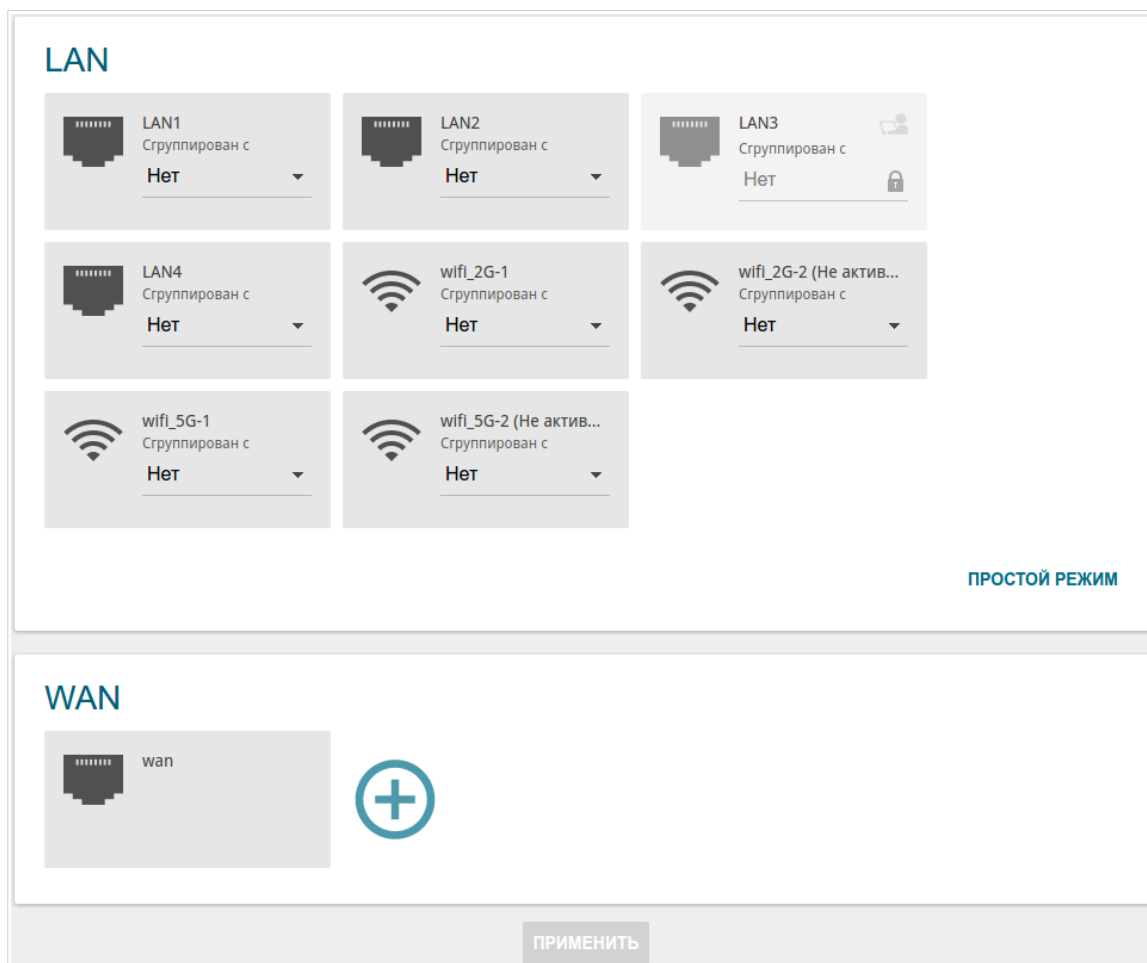 LAN
LAN1
Сгруппирован с
Нет
LAN2
Сгруппирован с
Нет
LAN3
Сгруппирован с
Нет
LAN4
Сгруппирован с
Нет
wifi_2G-1
Сгруппирован с
Нет
wifi_2G-2 (Не актив...
Сгруппирован с
Нет
wifi_5G-1
Сгруппирован с
Нет
wifi_5G-2 (Не актив...
Сгруппирован с
Нет
ПРОСТОЙ РЕЖИМ
WAN
wan
ПРИМЕНИТЬ